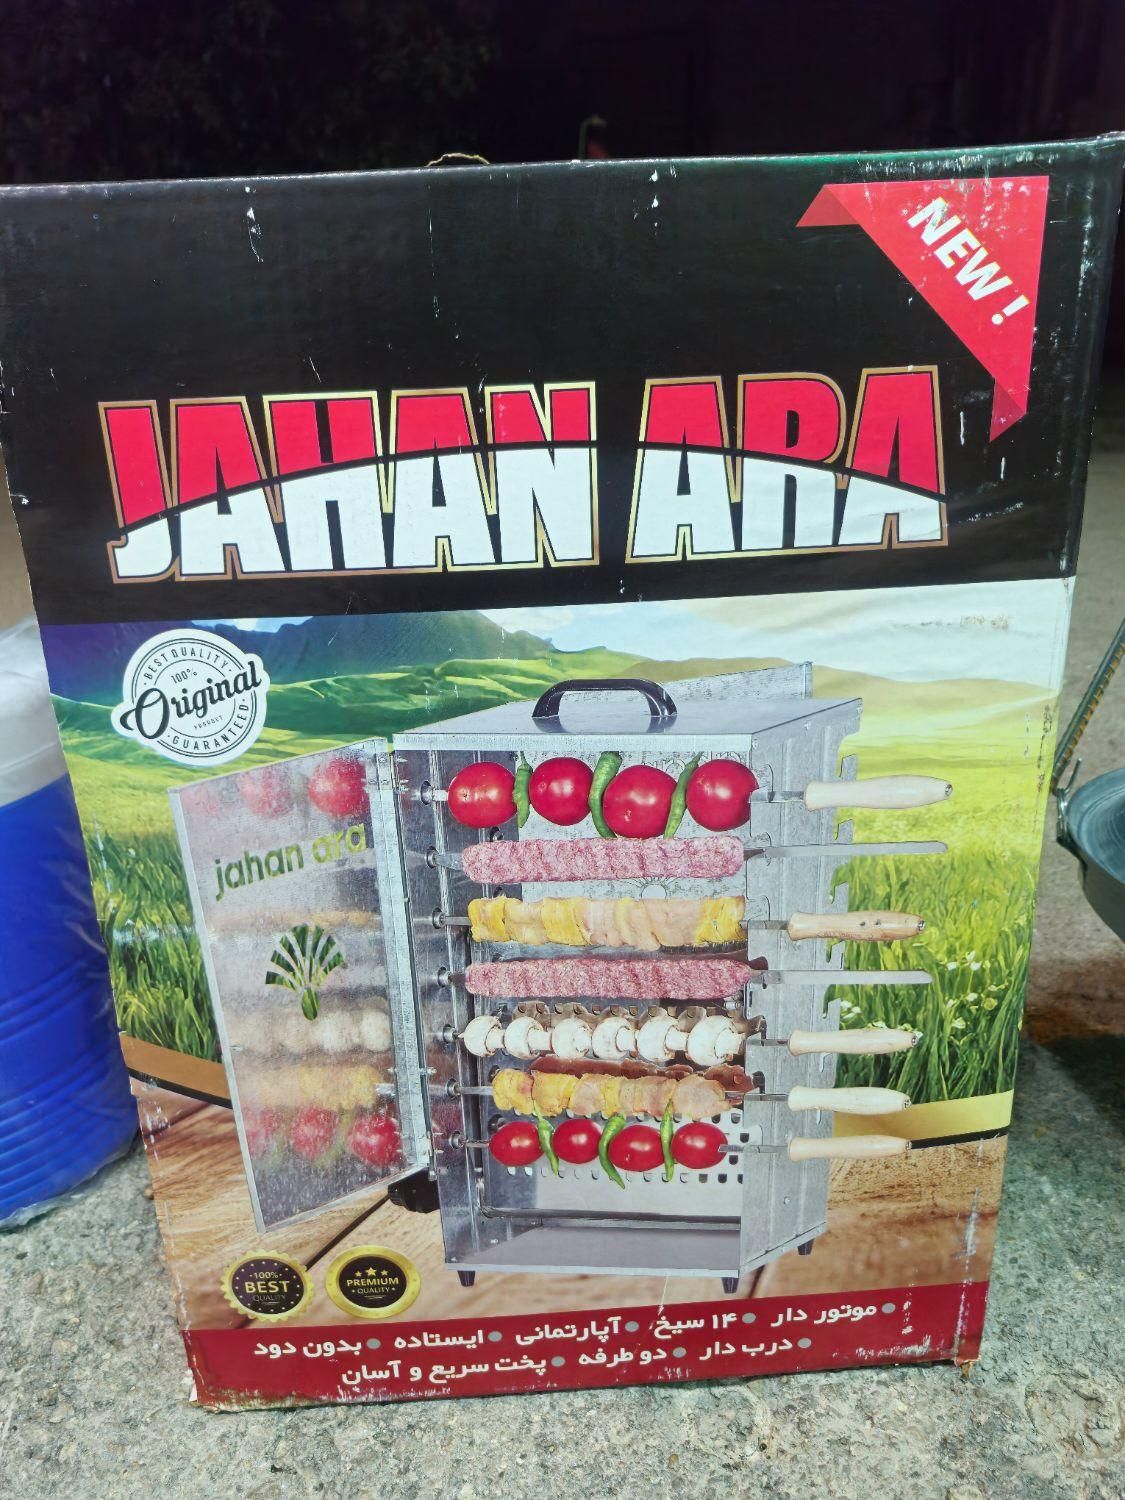 NEW!
JAHAN ARA
BEST QUALITY
100%
Original
PRODUCT
GUARANTEED
jahan ara
100%
BEST
QUALITY
PREMIUM
QUALITY
• موتور دار • ۱۴ سیخ • آپارتمانی • ایستاده • بدون دود
• درب دار • دو طرفه • پخت سریع و آسان